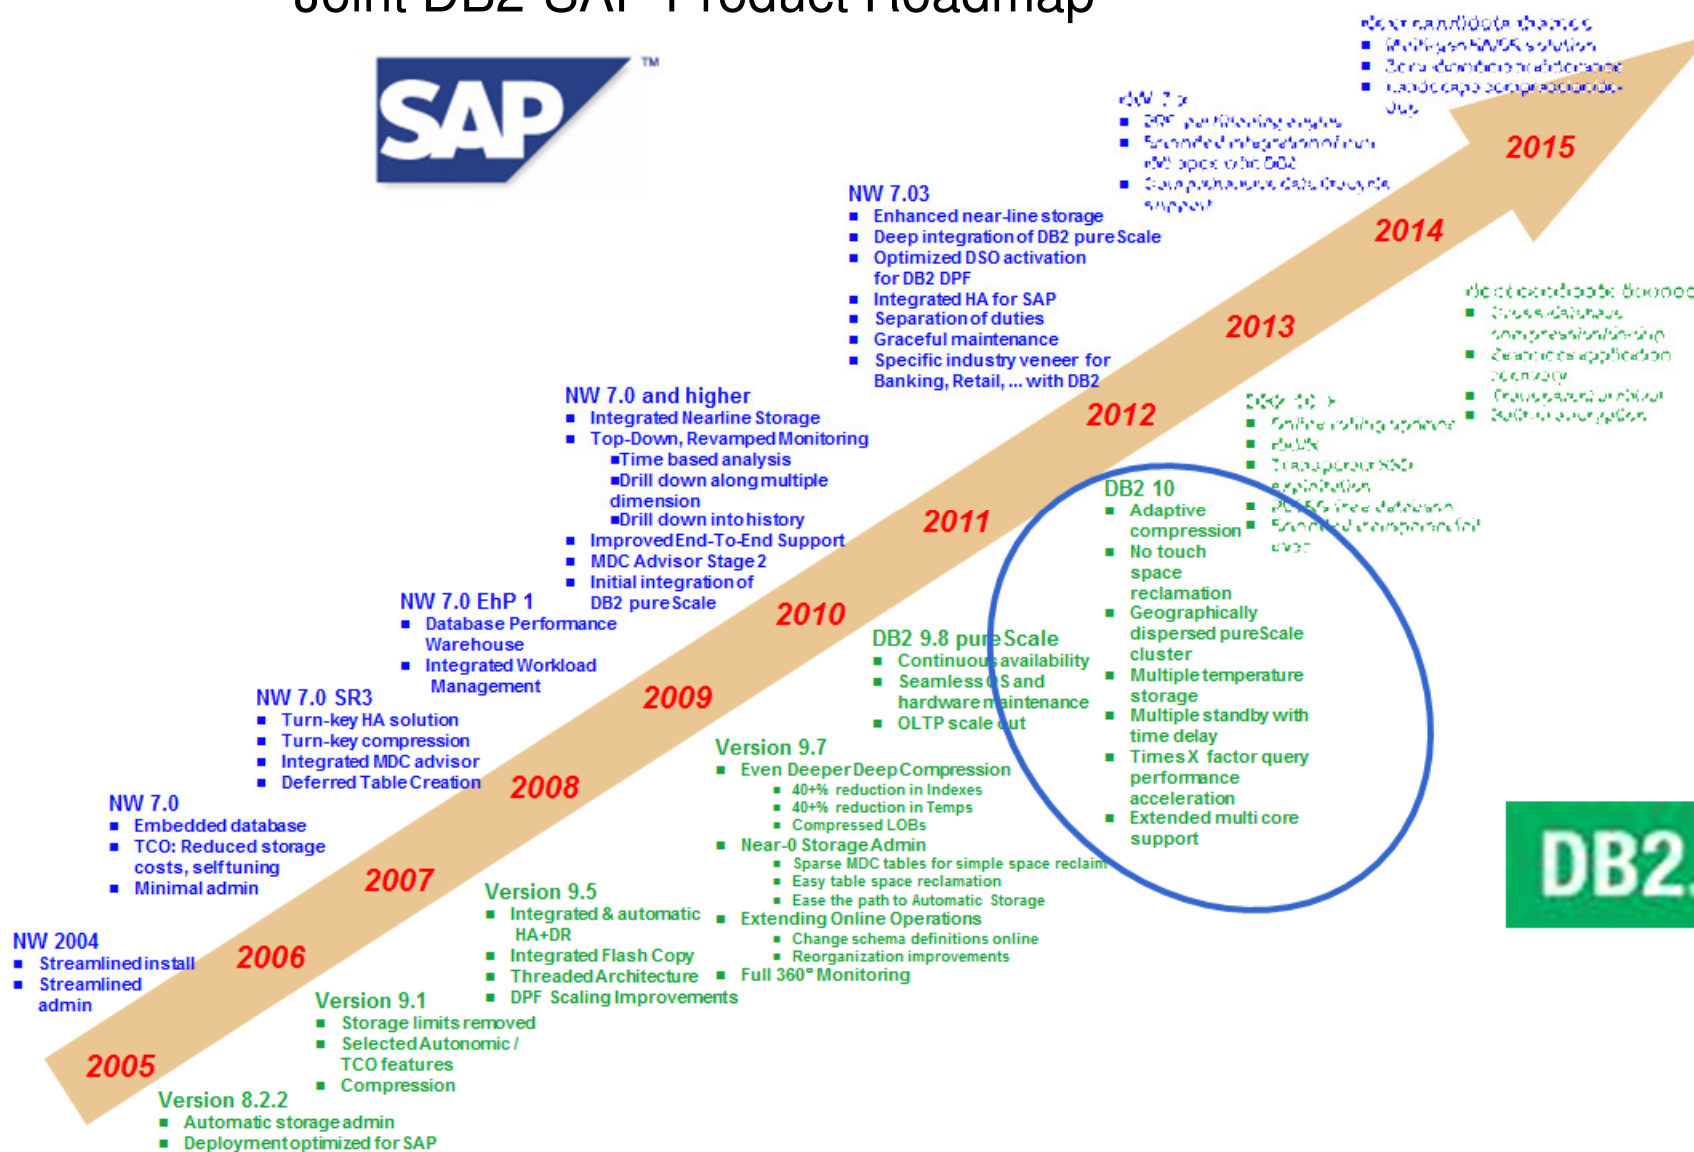 Joint DB2 SAP Product Roadmap
SAP
TM
2015
2014
2013
2012
2011
2010
2009
2008
2007
2006
2005
NW 7.03
Enhanced near-line storage
Deep integration of DB2 pureScale
Optimized DSO activation
for DB2 DPF
Integrated HA for SAP
Separation of duties
Graceful maintenance
Specific industry veneer for
Banking, Retail, ... with DB2
NW 7.0 and higher
Integrated Nearline Storage
Top-Down, Revamped Monitoring
Time based analysis
Drill down along multiple
dimension
Drill down into history
Improved End-To-End Support
MDC Advisor Stage 2
Initial integration of
DB2 pureScale
NW 7.0 EhP 1
Database Performance
Warehouse
Integrated Workload
Management
NW 7.0 SR3
Turn-key HA solution
Turn-key compression
Integrated MDC advisor
Deferred Table Creation
NW 7.0
Embedded database
TCO: Reduced storage
costs, selftuning
Minimal admin
NW 2004
Streamlined install
Streamlined
admin
Version 8.2.2
Automatic storage admin
Deployment optimized for SAP
Version 9.1
Storage limits removed
Selected Autonomic /
TCO features
Compression
Version 9.5
Integrated & automatic
HA+DR
Integrated Flash Copy
Threaded Architecture
DPF Scaling Improvements
Version 9.7
Even Deeper Deep Compression
40+% reduction in Indexes
40+% reduction in Temps
Compressed LOBs
Near-0 Storage Admin
Sparse MDC tables for simple space reclaim
Easy table space reclamation
Ease the path to Automatic Storage
Extending Online Operations
Change schema definitions online
Reorganization improvements
Full 360° Monitoring
DB2 9.8 pureScale
Continuous availability
Seamless OS and
hardware maintenance
OLTP scale out
DB2 10
Adaptive
compression
No touch
space
reclamation
Geographically
dispersed pureScale
cluster
Multiple temperature
storage
Multiple standby with
time delay
Times X factor query
performance
acceleration
Extended multi core
support
DB2.